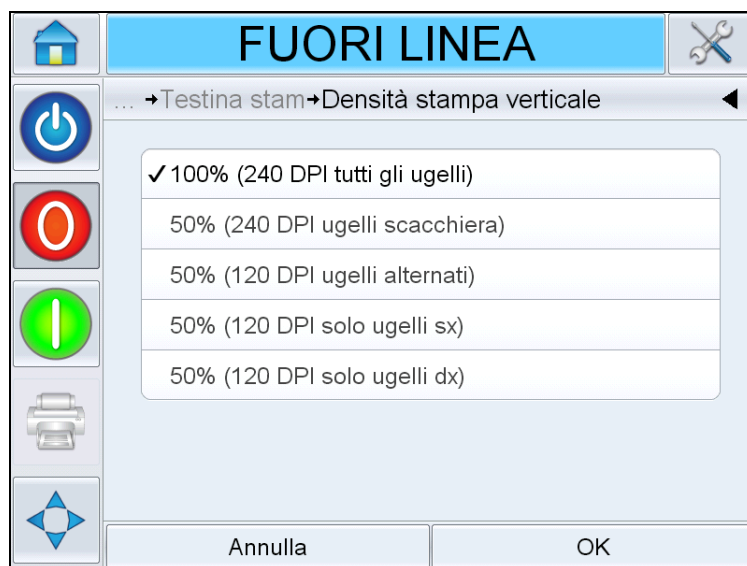 FUORI LINEA
... →Testina stam→Densità stampa verticale
✓100% (240 DPI tutti gli ugelli)
50% (240 DPI ugelli scacchiera)
50% (120 DPI ugelli alternati)
50% (120 DPI solo ugelli sx)
50% (120 DPI solo ugelli dx)
Annulla
OK